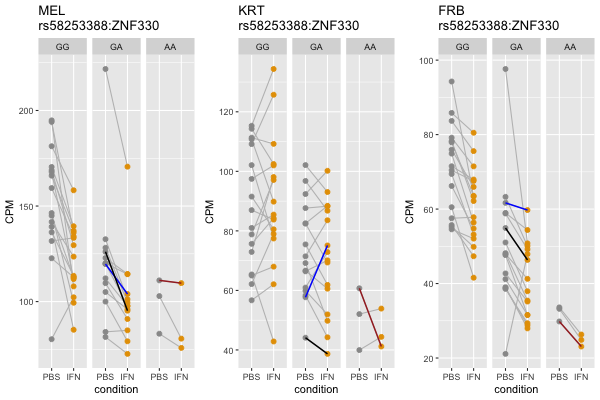 MEL
rs58253388:ZNF330
GG GA AA
CPM
200
150
100
PBS IFN PBS IFN PBS IFN
condition
KRT
rs58253388:ZNF330
GG GA AA
CPM
120
100
80
60
40
PBS IFN PBS IFN PBS IFN
condition
FRB
rs58253388:ZNF330
GG GA AA
CPM
100
80
60
40
20
PBS IFN PBS IFN PBS IFN
condition